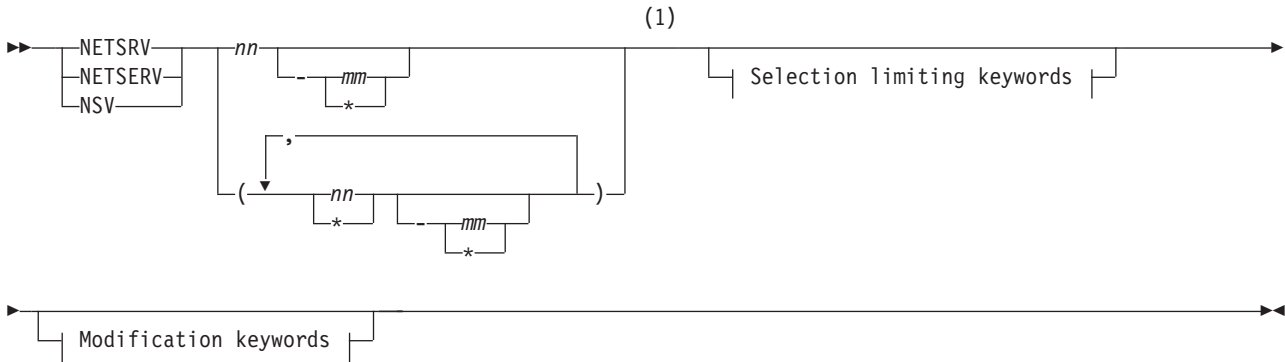 (1)
NETSRV nn
NETSERV - mm
NSV *
Selection limiting keywords
,
( nn )
* - mm
*
Modification keywords